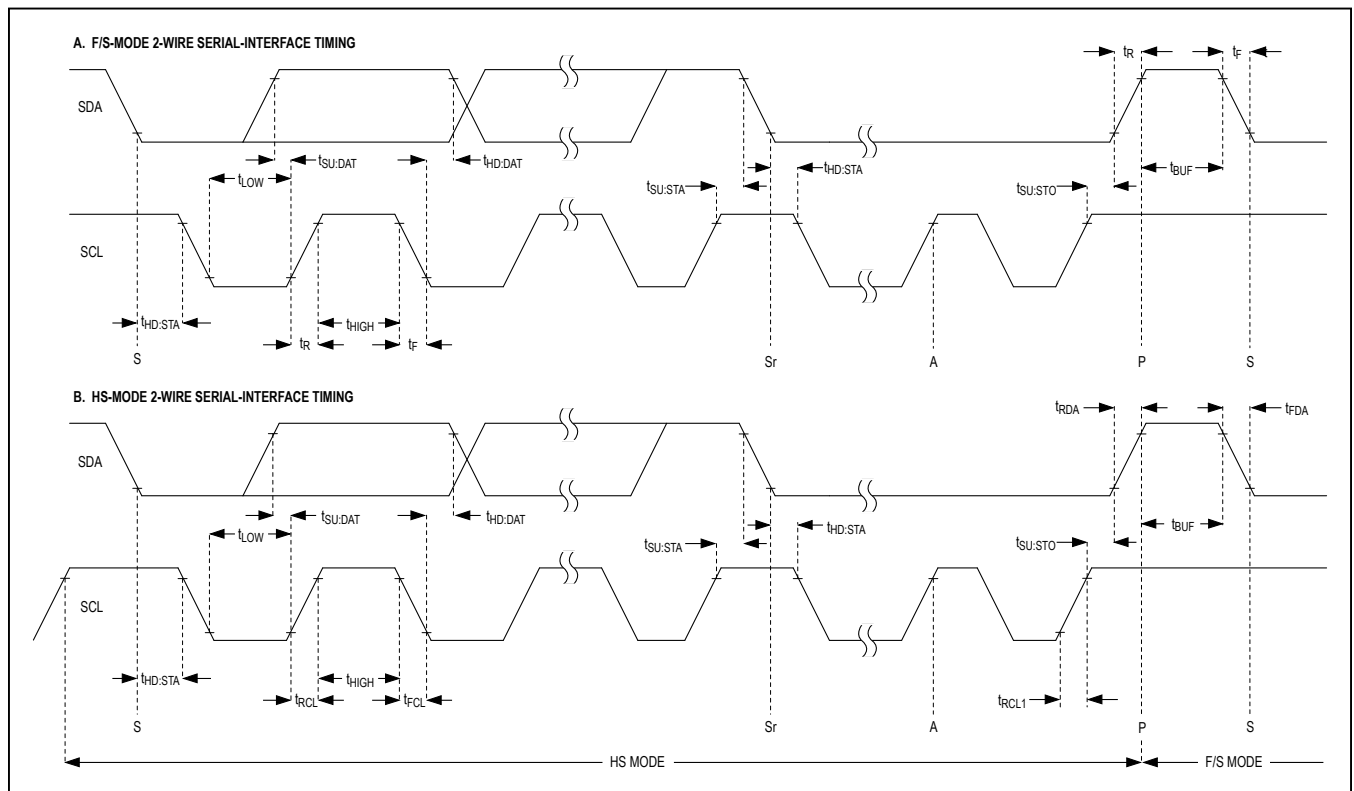 A. F/S-MODE 2-WIRE SERIAL-INTERFACE TIMING
tR
tF
SDA
tSU:DAT
tHD:DAT
tLOW
tHD:STA
tBUF
tSU:STA
tSU:STO
SCL
tHD:STA
tHIGH
tR
tF
S
Sr
A
P
S
B. HS-MODE 2-WIRE SERIAL-INTERFACE TIMING
tRDA
tFDA
SDA
tSU:DAT
tHD:DAT
tLOW
tHD:STA
tBUF
tSU:STA
tSU:STO
SCL
tHD:STA
tHIGH
tRCL
tFCL
tRCL1
S
Sr
A
P
S
HS MODE
F/S MODE